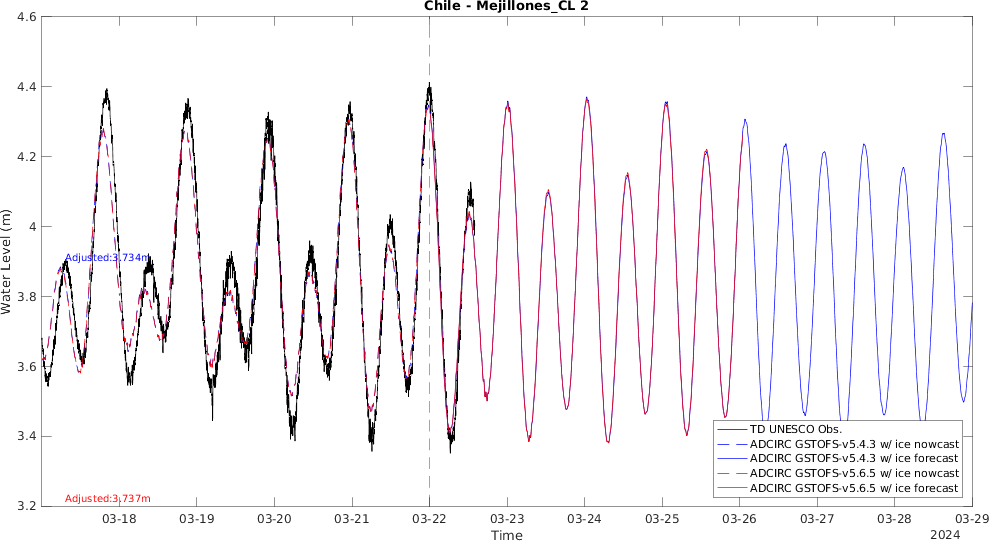 Chile - Mejillones_CL 2
4.6
4.4
4.2
4
3.8
3.6
3.4
3.2
Water Level (m)
Adjusted:3.734m
Adjusted:3.737m
TD UNESCO Obs.
ADCIRC GSTOFS-v5.4.3 w/ ice nowcast
ADCIRC GSTOFS-v5.4.3 w/ ice forecast
ADCIRC GSTOFS-v5.6.5 w/ ice nowcast
ADCIRC GSTOFS-v5.6.5 w/ ice forecast
03-18 03-19 03-20 03-21 03-22 03-23 03-24 03-25 03-26 03-27 03-28 03-29
Time
2024